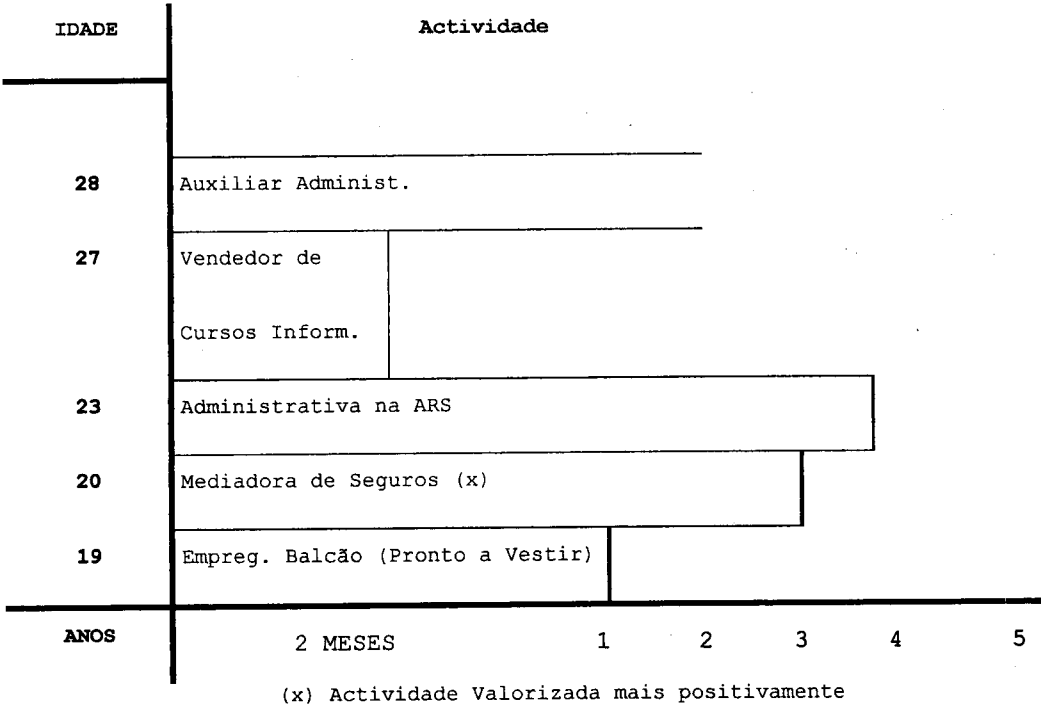 IDADE Actividade
28 Auxiliar Administ.
27 Vendedor de
Cursos Inform.
23 Administrativa na ARS
20 Mediadora de Seguros (x)
19 Empreg. Balcão (Pronto a Vestir)
ANOS 2 MESES 1 2 3 4 5
(x) Actividade Valorizada mais positivamente